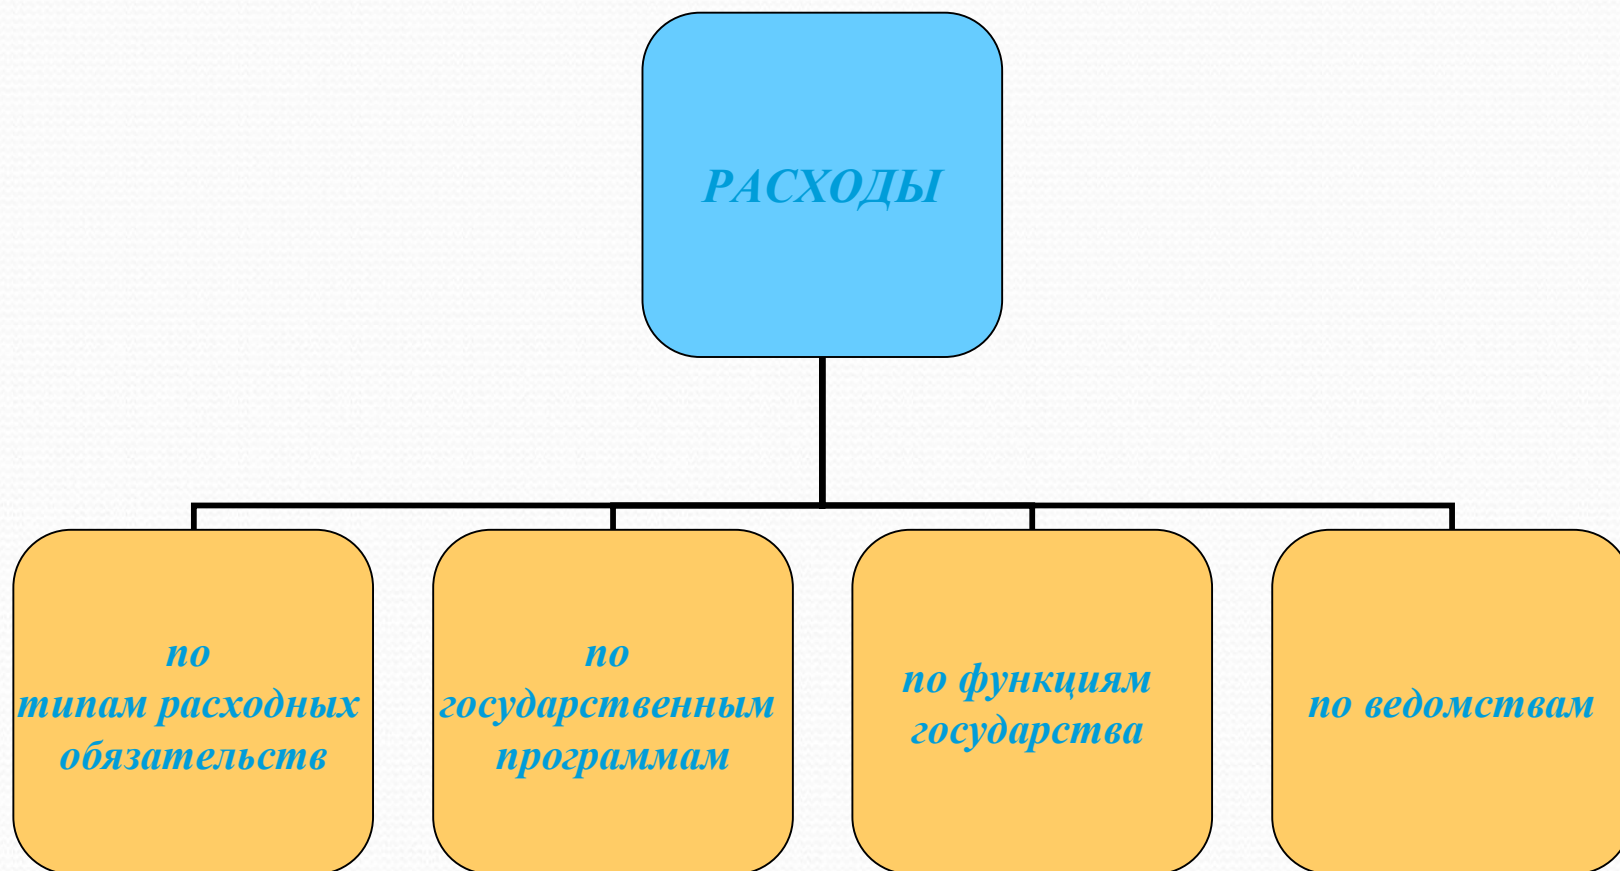 РАСХОДЫ
по
типам расходных
обязательств
по
государственным
программам
по функциям
государства
по ведомствам